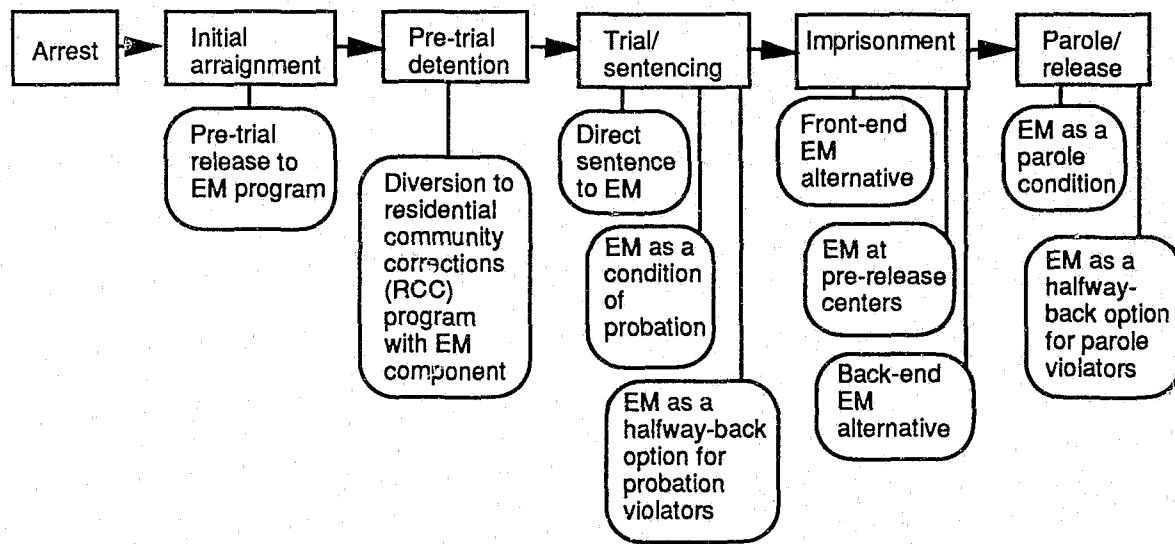 Arrest
Initial
arraignment
Pre-trial
detention
Trial/
sentencing
Imprisonment
Parole/
release
Pre-trial
release to
EM program
Diversion to
residential
community
corrections
(RCC)
program
with EM
component
Direct
sentence
to EM
EM as a
condition
of
probation
EM as a
halfway-back
option for
probation
violators
Front-end
EM
alternative
EM at
pre-release
centers
Back-end
EM
alternative
EM as a
parole
condition
EM as a
halfway-
back option
for parole
violators